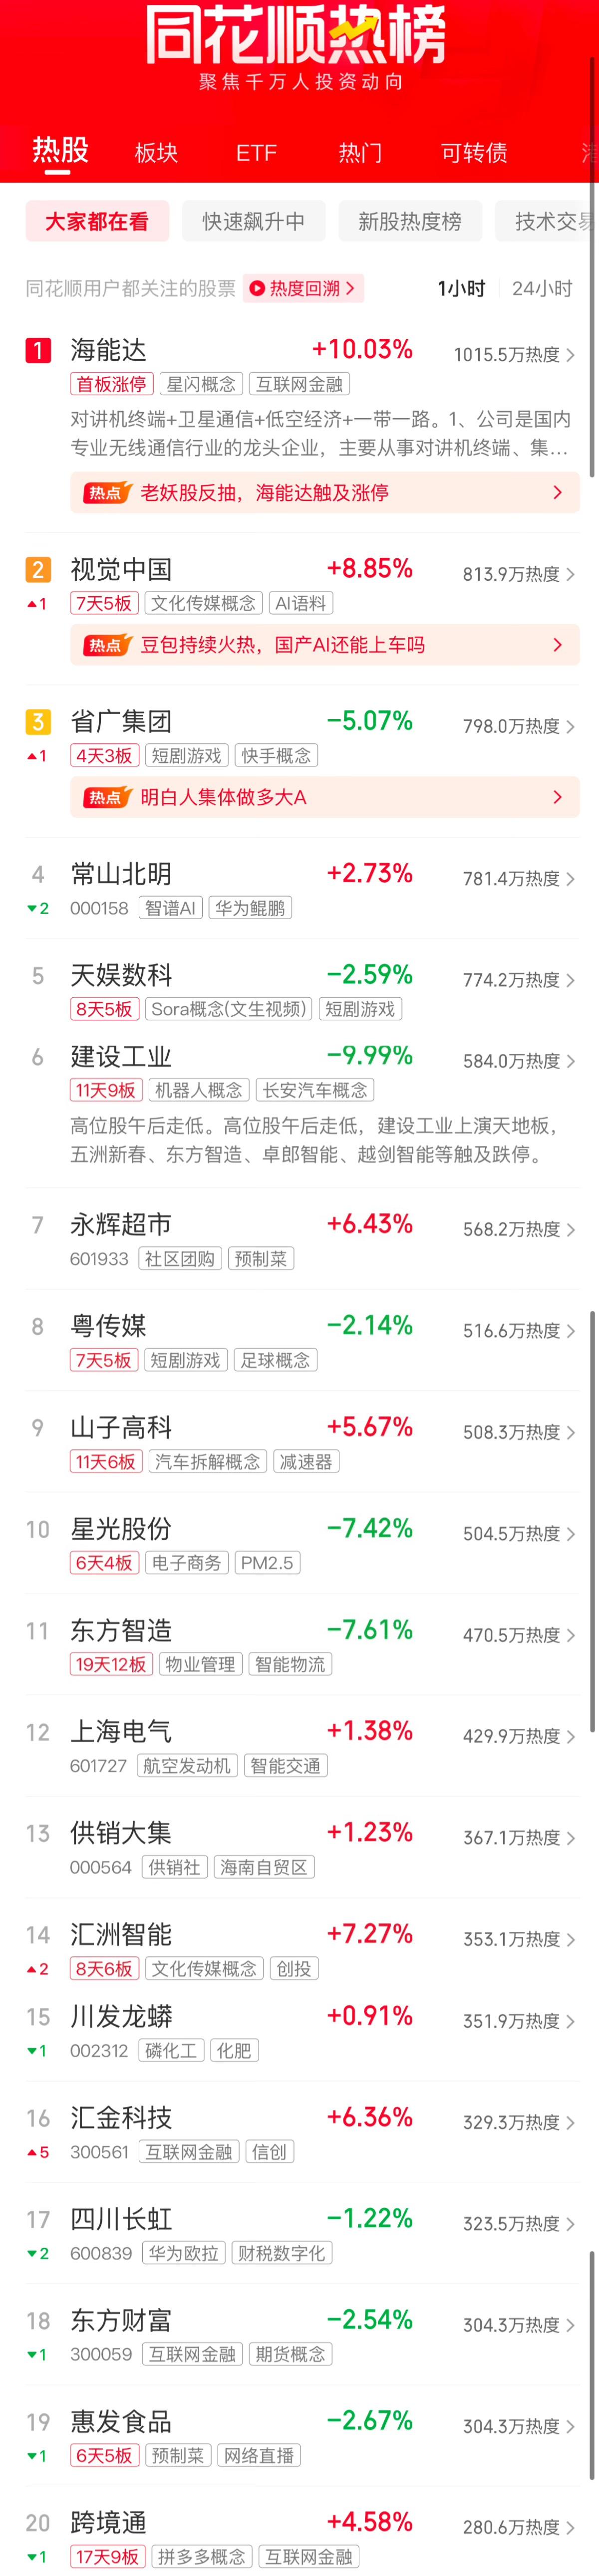 同花顺热榜
聚焦千万人投资动向
热股 板块 ETF 热门 可转债
大家都在看 快速飙升中 新股热度榜 技术交易
同花顺用户都关注的股票 热度回溯 1小时 24小时
1 海能达 +10.03% 1015.5万热度
首板涨停 星闪概念 互联网金融
对讲机终端+卫星通信+低空经济+一带一路。1、公司是国内
专业无线通信行业的龙头企业，主要从事对讲机终端、集...
热点 老妖股反抽，海能达触及涨停
2 视觉中国 +8.85% 813.9万热度
1 7天5板 文化传媒概念 AI语料
热点 豆包持续火热，国产AI还能上车吗
3 省广集团 -5.07% 798.0万热度
1 4天3板 短剧游戏 快手概念
热点 明白人集体做多大A
4 常山北明 +2.73% 781.4万热度
2 000158 智谱AI 华为鲲鹏
5 天娱数科 -2.59% 774.2万热度
8天5板 Sora概念(文生视频) 短剧游戏
6 建设工业 -9.99% 584.0万热度
11天9板 机器人概念 长安汽车概念
高位股午后走低。高位股午后走低，建设工业上演天地板，
五洲新春、东方智造、卓郎智能、越剑智能等触及跌停。
7 永辉超市 +6.43% 568.2万热度
601933 社区团购 预制菜
8 粤传媒 -2.14% 516.6万热度
7天5板 短剧游戏 足球概念
9 山子高科 +5.67% 508.3万热度
11天6板 汽车拆解概念 减速器
10 星光股份 -7.42% 504.5万热度
6天4板 电子商务 PM2.5
11 东方智造 -7.61% 470.5万热度
19天12板 物业管理 智能物流
12 上海电气 +1.38% 429.9万热度
601727 航空发动机 智能交通
13 供销大集 +1.23% 367.1万热度
000564 供销社 海南自贸区
14 汇洲智能 +7.27% 353.1万热度
2 8天6板 文化传媒概念 创投
15 川发龙蟒 +0.91% 351.9万热度
1 002312 磷化工 化肥
16 汇金科技 +6.36% 329.3万热度
5 300561 互联网金融 信创
17 四川长虹 -1.22% 323.5万热度
2 600839 华为欧拉 财税数字化
18 东方财富 -2.54% 304.3万热度
1 300059 互联网金融 期货概念
19 惠发食品 -2.67% 304.3万热度
1 6天5板 预制菜 网络直播
20 跨境通 +4.58% 280.6万热度
1 17天9板 拼多多概念 互联网金融